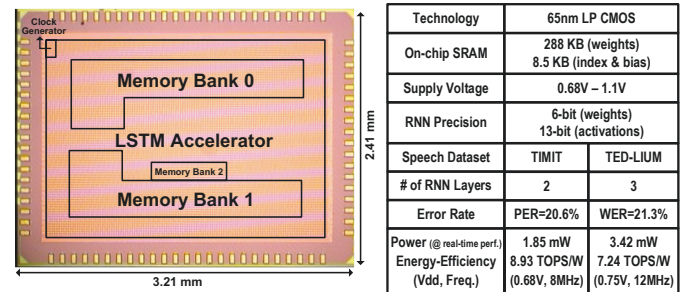 Clock
Generator
Memory Bank 0
LSTM Accelerator
Memory Bank 2
Memory Bank 1
2.41 mm
3.21 mm
Technology 65nm LP CMOS
On-chip SRAM 288 KB (weights)
8.5 KB (index & bias)
Supply Voltage 0.68V – 1.1V
RNN Precision 6-bit (weights)
13-bit (activations)
Speech Dataset TIMIT TED-LIUM
# of RNN Layers 2 3
Error Rate PER=20.6% WER=21.3%
Power (@ real-time perf.) 1.85 mW 3.42 mW
Energy-Efficiency 8.93 TOPS/W 7.24 TOPS/W
(Vdd, Freq.) (0.68V, 8MHz) (0.75V, 12MHz)